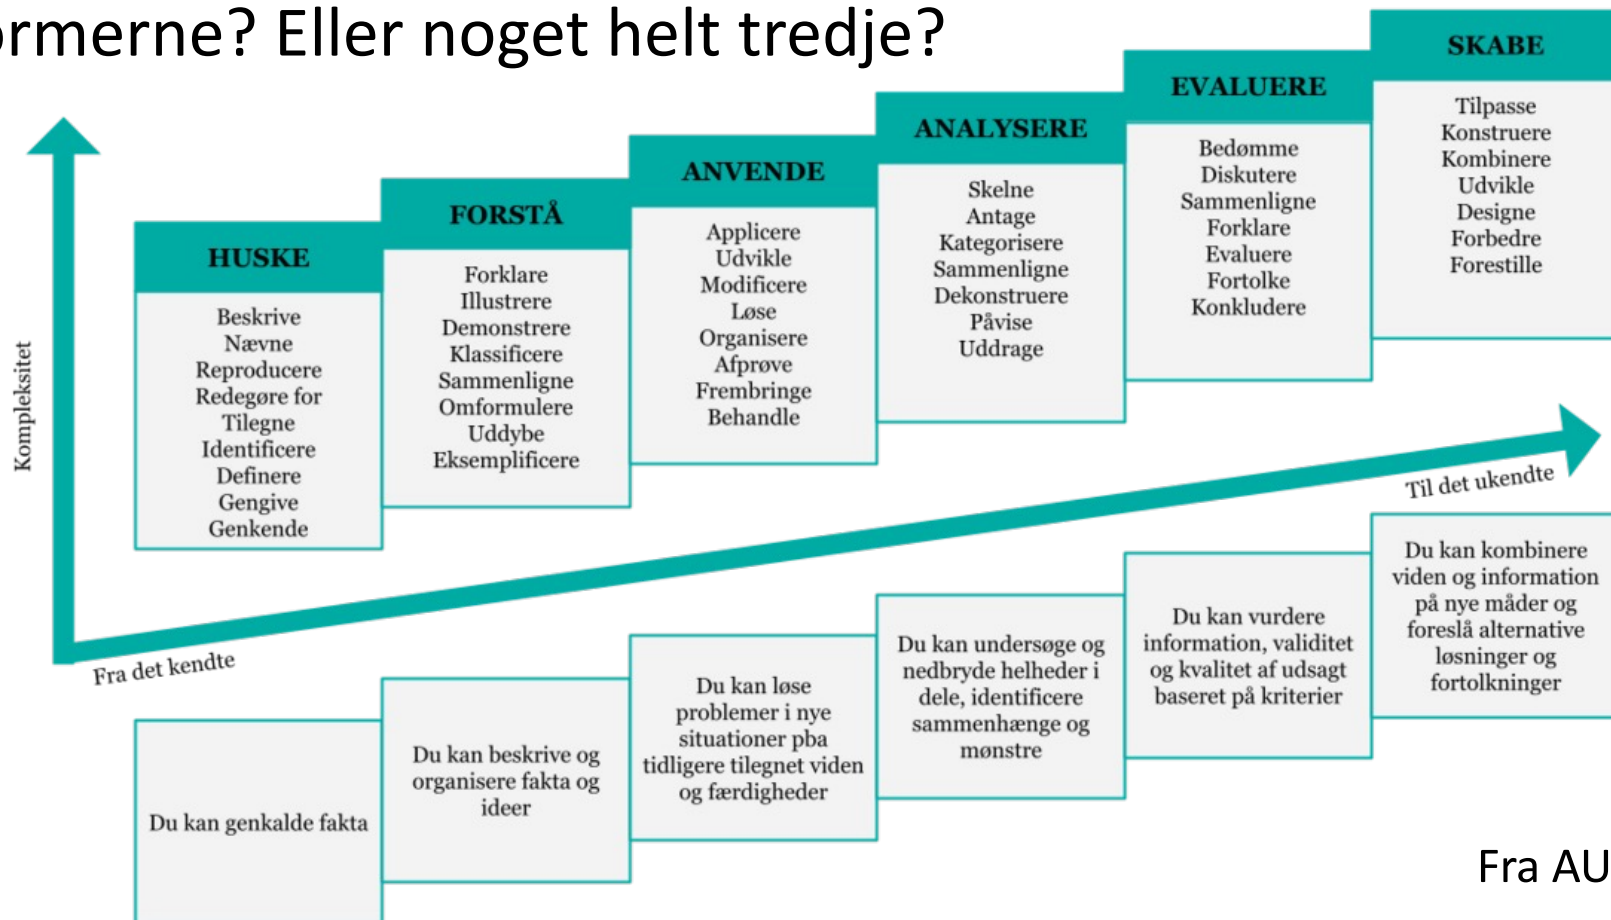 ormerne? Eller noget helt tredje?
Kompleksitet
HUSKE
Beskrive
Nævne
Reproducere
Redegøre for
Tilegne
Identificere
Definere
Gengive
Genkende
FORSTÅ
Forklare
Illustrere
Demonstrere
Klassificere
Sammenligne
Omformulere
Uddybe
Eksemplificere
ANVENDE
Applicere
Udvikle
Modificere
Løse
Organisere
Afprøve
Frembringe
Behandle
ANALYSERE
Skelne
Antage
Kategorisere
Sammenligne
Dekonstruere
Påvise
Uddrage
EVALUERE
Bedømme
Diskutere
Sammenligne
Forklare
Evaluere
Fortolke
Konkludere
SKABE
Tilpasse
Konstruere
Kombinere
Udvikle
Designe
Forbedre
Forestille
Fra det kendte
Til det ukendte
Du kan genkalde fakta
Du kan beskrive og
organisere fakta og
ideer
Du kan løse
problemer i nye
situationer pba
tidligere tilegnet viden
og færdigheder
Du kan undersøge og
nedbryde helheder i
dele, identificere
sammenhænge og
mønstre
Du kan vurdere
information, validitet
og kvalitet af udsagt
baseret på kriterier
Du kan kombinere
viden og information
på nye måder og
foreslå alternative
løsninger og
fortolkninger
Fra AU